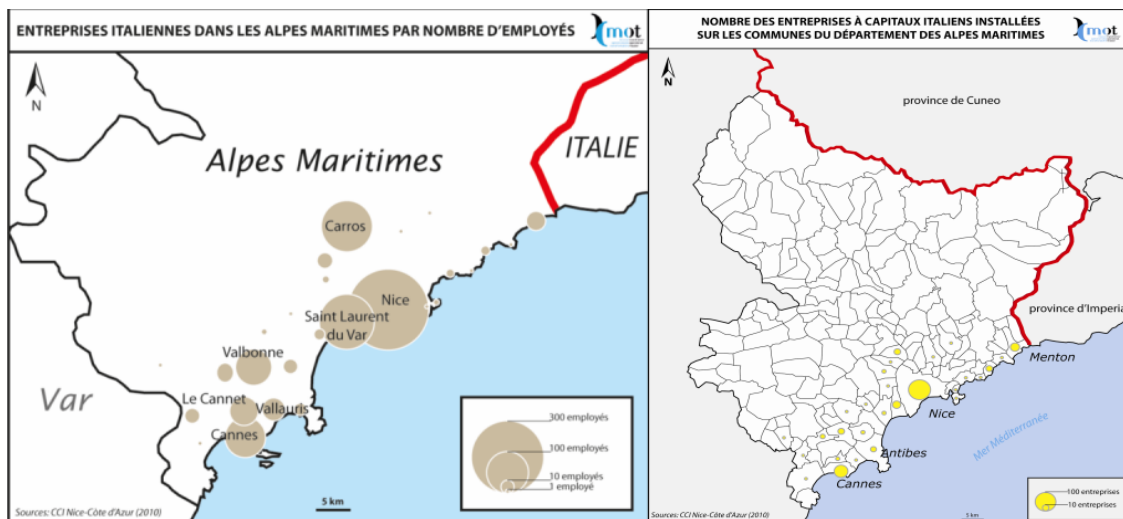 ENTREPRISES ITALIENNES DANS LES ALPES MARITIMES PAR NOMBRE D'EMPLOYÉS
mot
N
Alpes Maritimes
ITALIE
Carros
Nice
Saint Laurent
du Var
Valbonne
Var
Le Cannet
Vallauris
Cannes
300 employés
100 employés
10 employés
1 employé
5 km
Sources: CCI Nice-Côte d'Azur (2010)
NOMBRE DES ENTREPRISES À CAPITAUX ITALIENS INSTALLÉES
SUR LES COMMUNES DU DÉPARTEMENT DES ALPES MARITIMES
mot
N
province de Cuneo
province d'Imperia
Menton
Nice
Mer Méditerranée
Entibes
Cannes
100 entreprises
10 entreprises
5 km
Sources: CCI Nice-Côte d'Azur (2010)